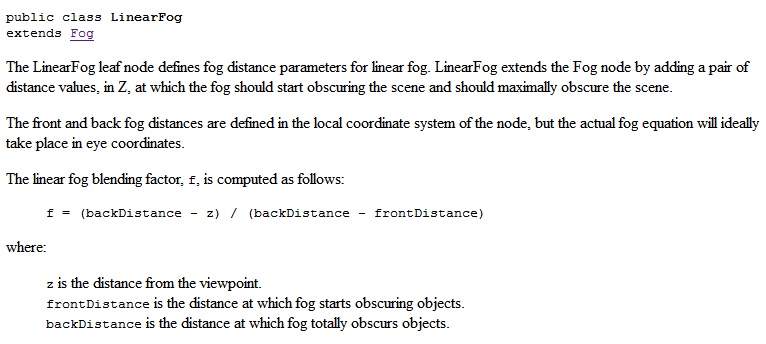 public class LinearFog
extends Fog
The LinearFog leaf node defines fog distance parameters for linear fog. LinearFog extends the Fog node by adding a pair of
distance values, in Z, at which the fog should start obscuring the scene and should maximally obscure the scene.
The front and back fog distances are defined in the local coordinate system of the node, but the actual fog equation will ideally
take place in eye coordinates.
The linear fog blending factor, f, is computed as follows:
f = (backDistance - z) / (backDistance - frontDistance)
where:
z is the distance from the viewpoint.
frontDistance is the distance at which fog starts obscuring objects.
backDistance is the distance at which fog totally obscurs objects.